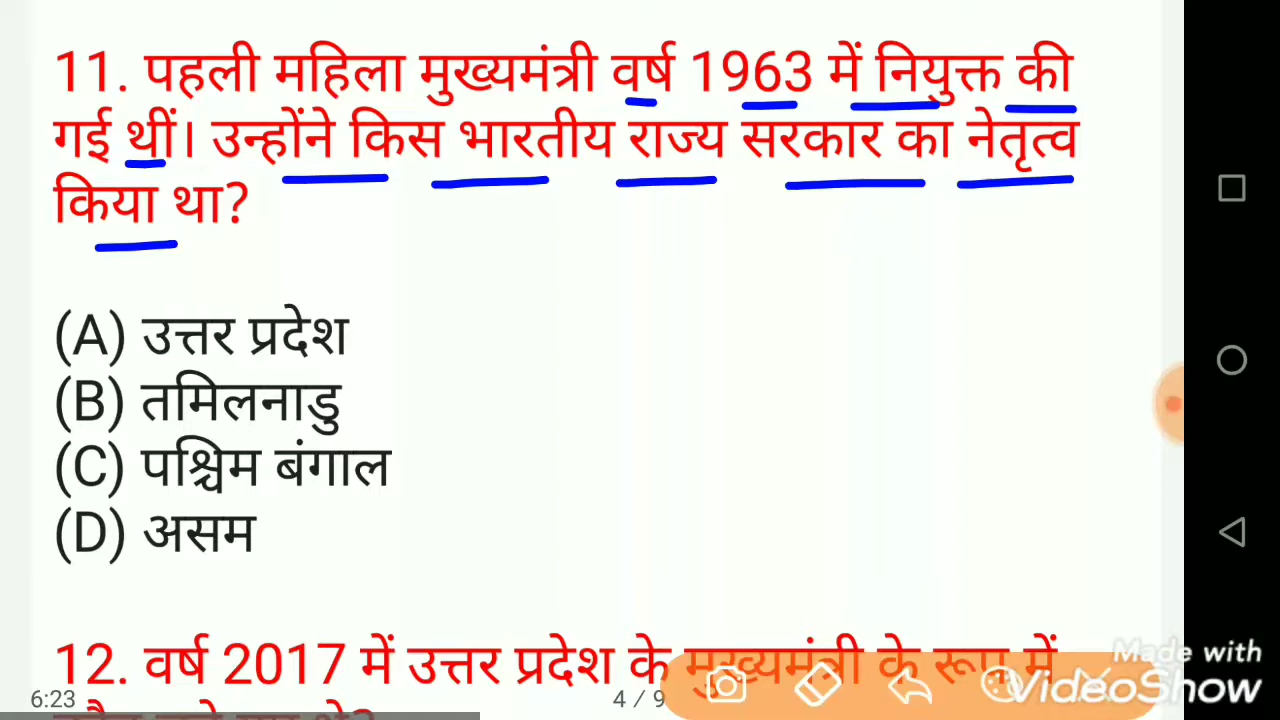 11. पहली महिला मुख्यमंत्री वर्ष 1963 में नियुक्त की
गई थीं। उन्होंने किस भारतीय राज्य सरकार का नेतृत्व
किया था?
(A) उत्तर प्रदेश
(B) तमिलनाडु
(C) पश्चिम बंगाल
(D) असम
12. वर्ष 2017 में उत्तर प्रदेश के मुख्यमंत्री के रूप में
6:23
4 / 9
Made with
VideoShow